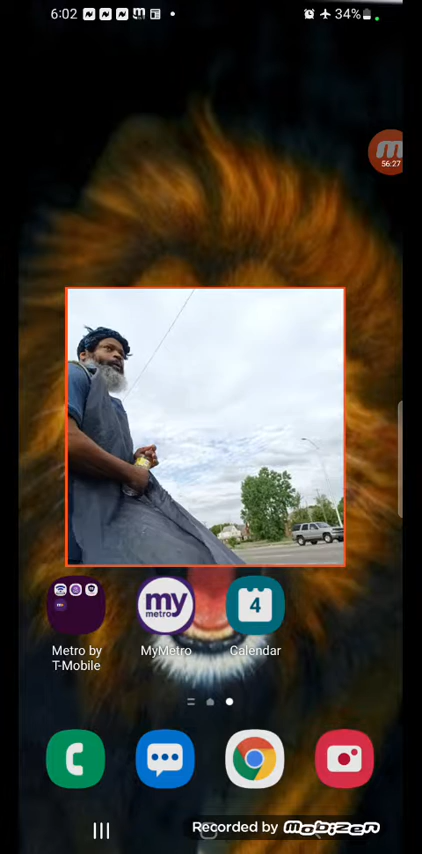 6:02
34%
56:27
my
metro
4
Metro by
T-Mobile
MyMetro
Calendar
Recorded by mobizen